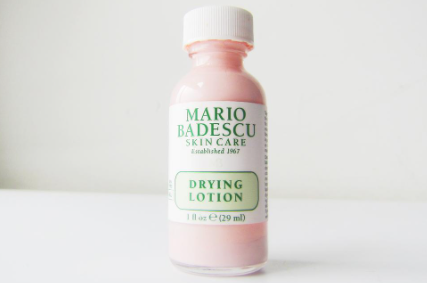 MARIO
BADESCU
SKIN CARE
Established 1967
DRYING
LOTION
1 fl oz ℮ (29 ml)